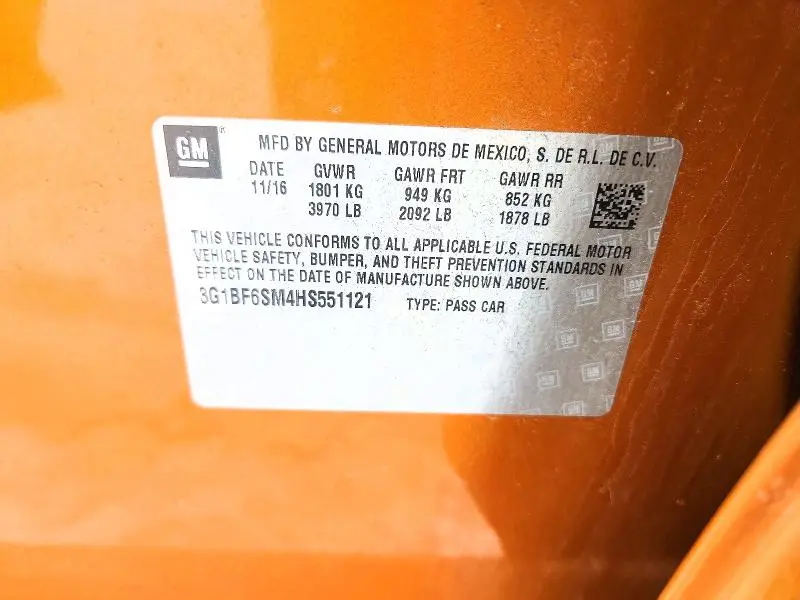 GM
MFD BY GENERAL MOTORS DE MEXICO, S. DE R.L. DE C.V.
DATE GVWR GAWR FRT GAWR RR
11/16 1801 KG 949 KG 852 KG
3970 LB 2092 LB 1878 LB
THIS VEHICLE CONFORMS TO ALL APPLICABLE U.S. FEDERAL MOTOR
VEHICLE SAFETY, BUMPER, AND THEFT PREVENTION STANDARDS IN
EFFECT ON THE DATE OF MANUFACTURE SHOWN ABOVE.
3G1BF6SM4HS551121 TYPE: PASS CAR